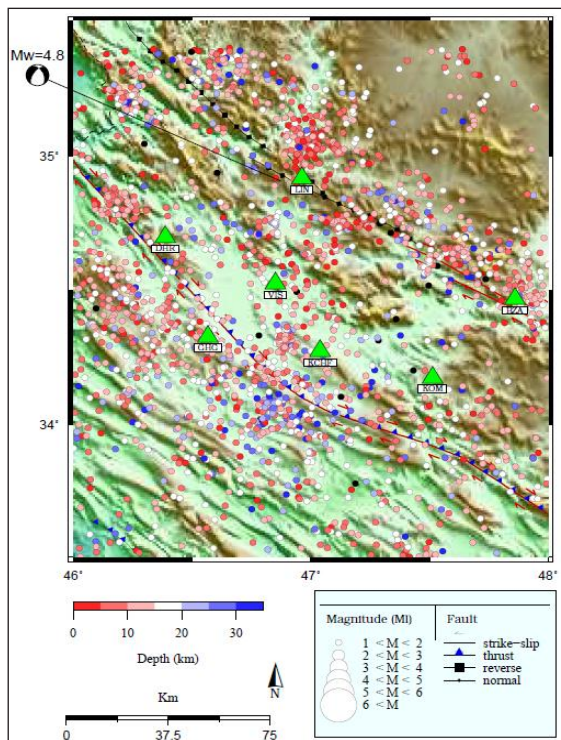 Mw=4.8
35°
LIN
DHR
VIS
HZA
GHG
KCHF
KOM
34°
46°
47°
48°
0 10 20 30
Depth (km)
Km
N
0 37.5 75
Magnitude (Ml)
1 < M < 2
2 < M < 3
3 < M < 4
4 < M < 5
5 < M < 6
6 < M
Fault
strike-slip
thrust
reverse
normal